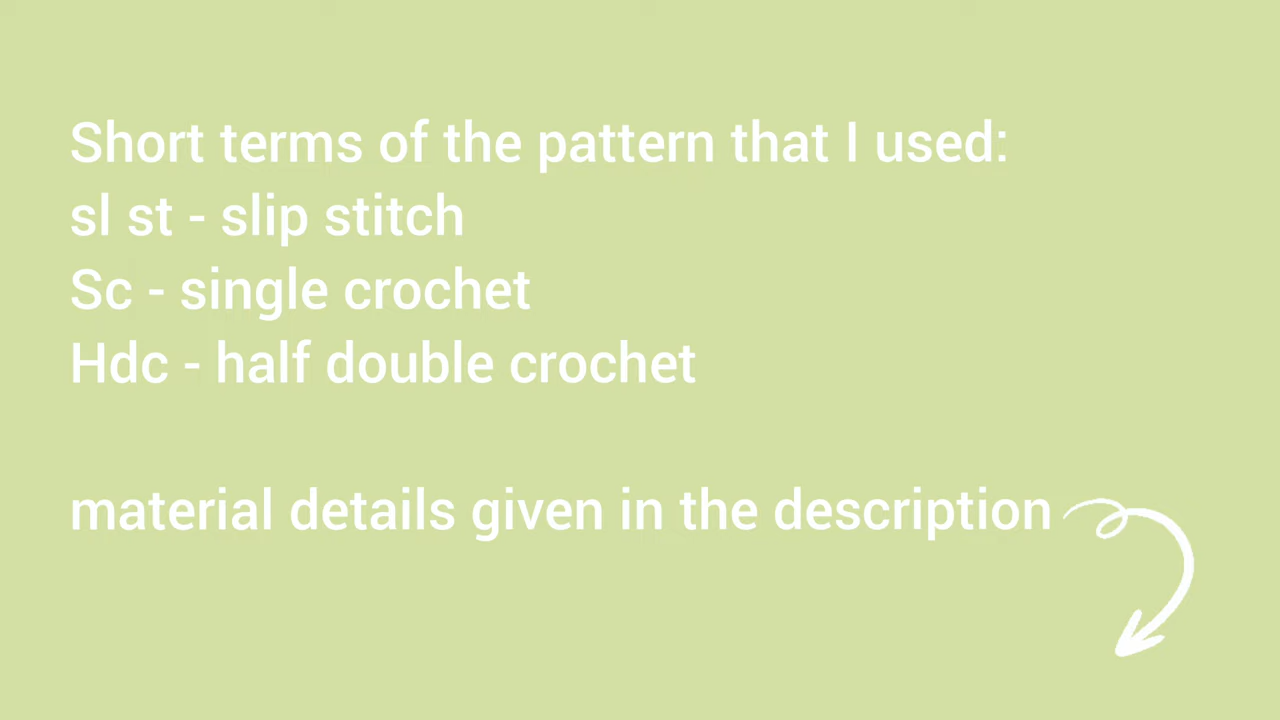 Short terms of the pattern that I used:
sl st - slip stitch
Sc - single crochet
Hdc - half double crochet
material details given in the description